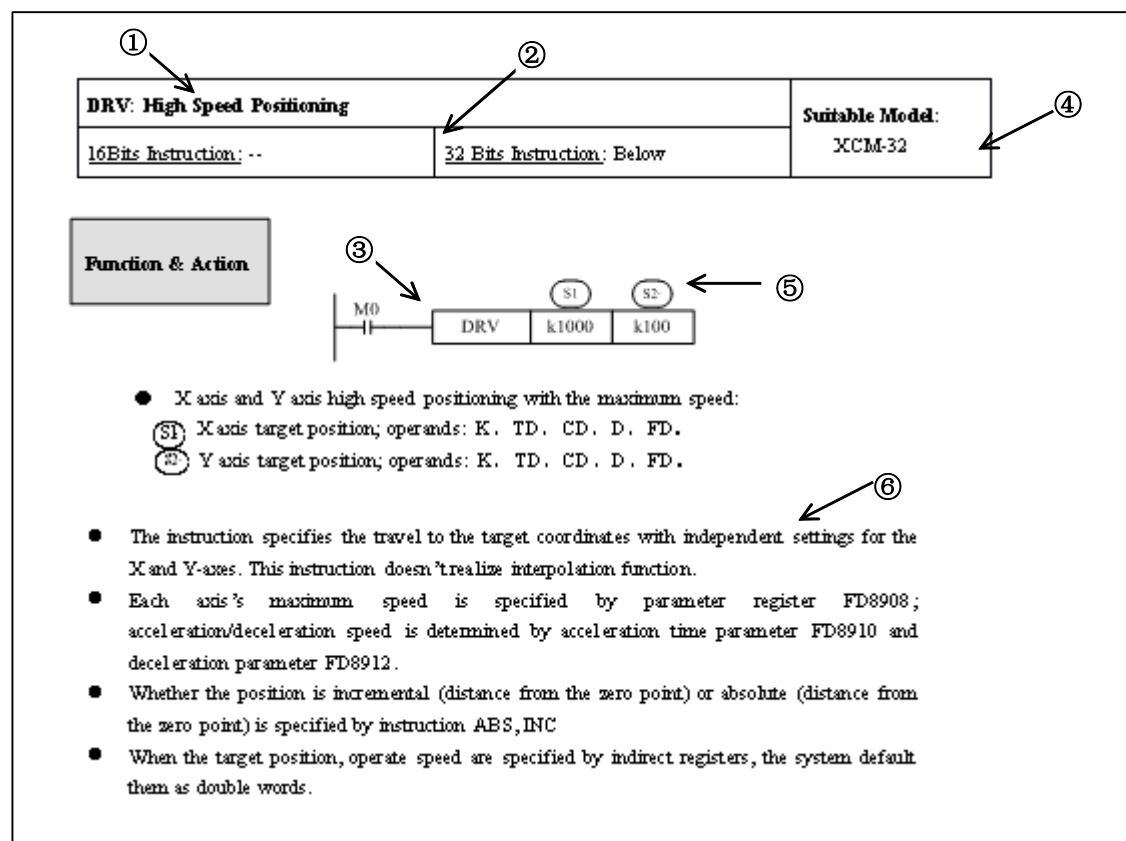 ① ②
DRV: High Speed Positioning
Suitable Model:
XCM-32
④
16Bits Instruction: --
32 Bits Instruction: Below
Function & Action
③
⑤
S1 S2·
M0
DRV k1000 k100
● X axis and Y axis high speed positioning with the maximum speed:
S1· X axis target position; operands: K. TD. CD. D. FD.
S2· Y axis target position; operands: K. TD. CD. D. FD.
⑥
● The instruction specifies the travel to the target coordinates with independent settings for the
X and Y-axes. This instruction doesn't realize interpolation function.
● Each axis's maximum speed is specified by parameter register FD8908;
acceleration/deceleration speed is determined by acceleration time parameter FD8910 and
deceleration parameter FD8912.
● Whether the position is incremental (distance from the zero point) or absolute (distance from
the zero point) is specified by instruction ABS,INC
● When the target position, operate speed are specified by indirect registers, the system default
them as double words.